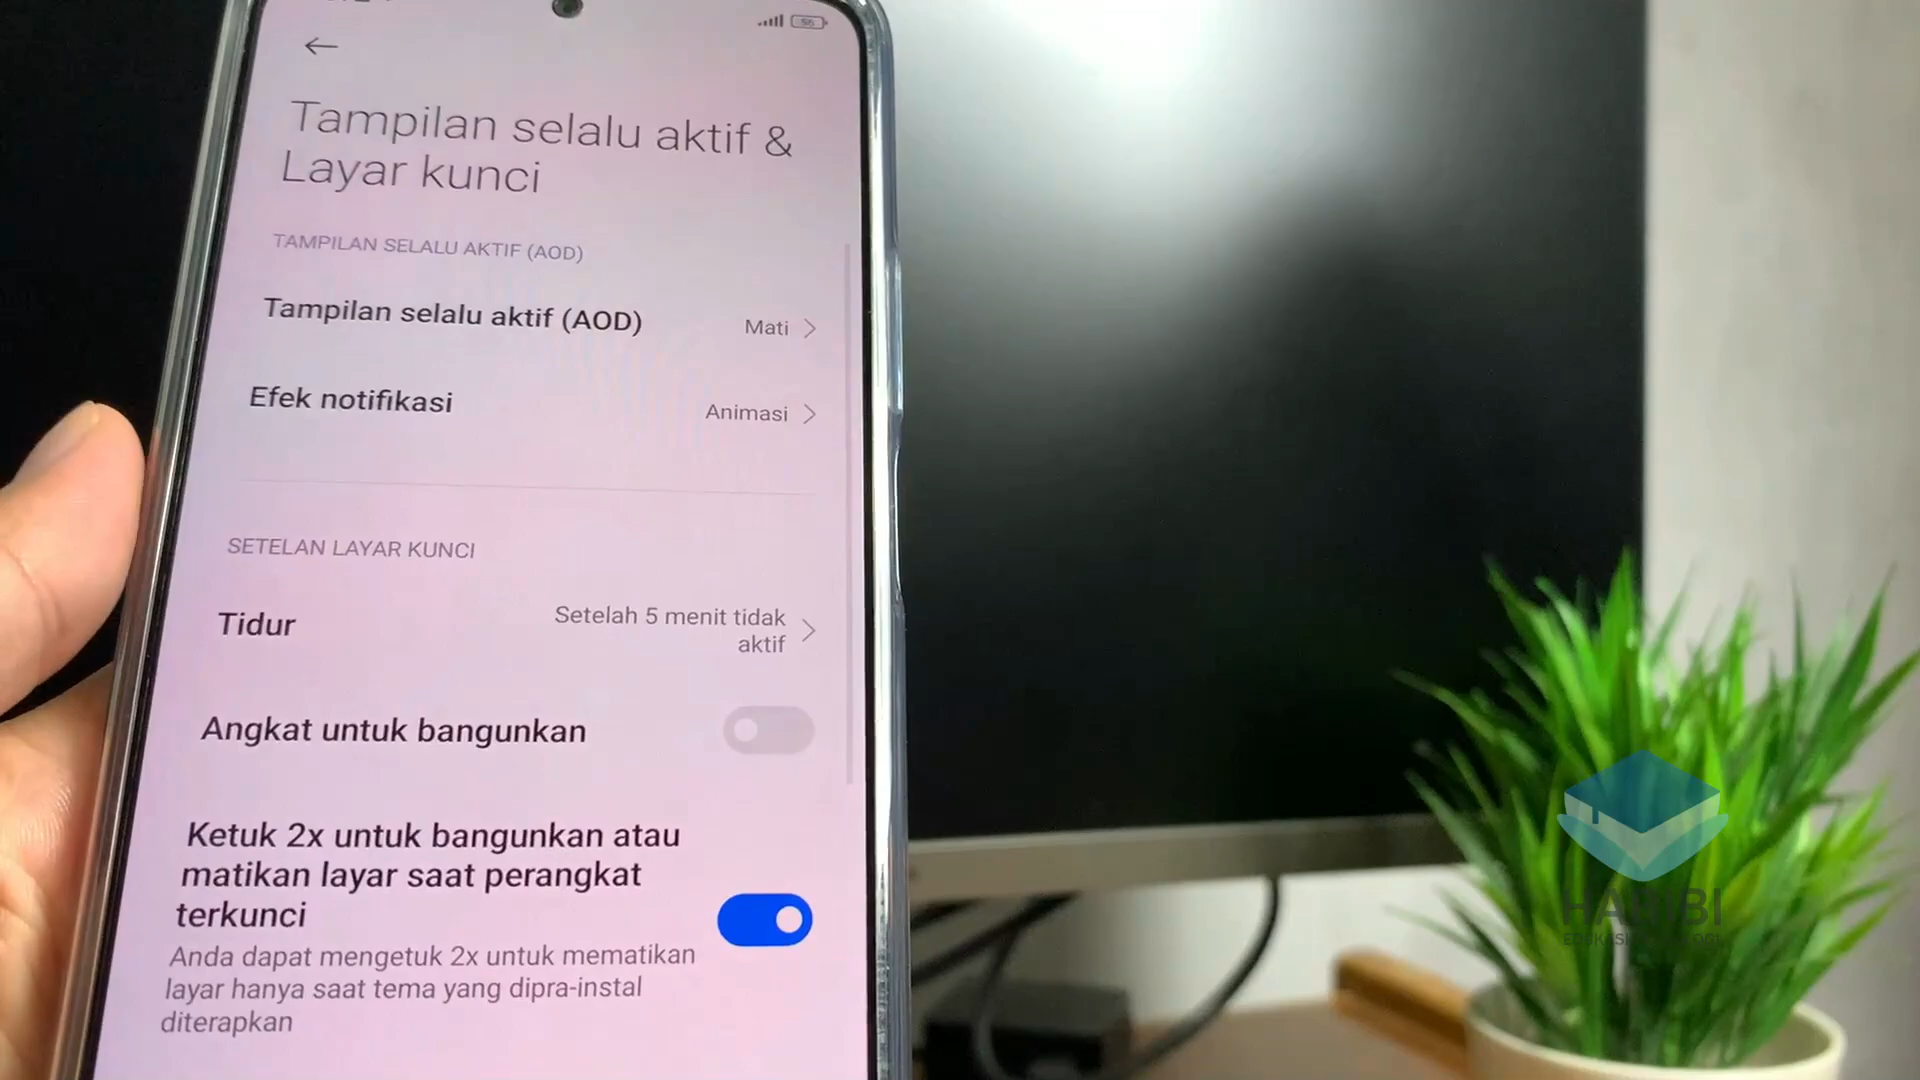 Tampilan selalu aktif &
Layar kunci
TAMPILAN SELALU AKTIF (AOD)
Tampilan selalu aktif (AOD)
Mati
Efek notifikasi
Animasi
SETELAN LAYAR KUNCI
Tidur
Setelah 5 menit tidak
aktif
Angkat untuk bangunkan
Ketuk 2x untuk bangunkan atau
matikan layar saat perangkat
terkunci
Anda dapat mengetuk 2x untuk mematikan
layar hanya saat tema yang dipra-instal
diterapkan